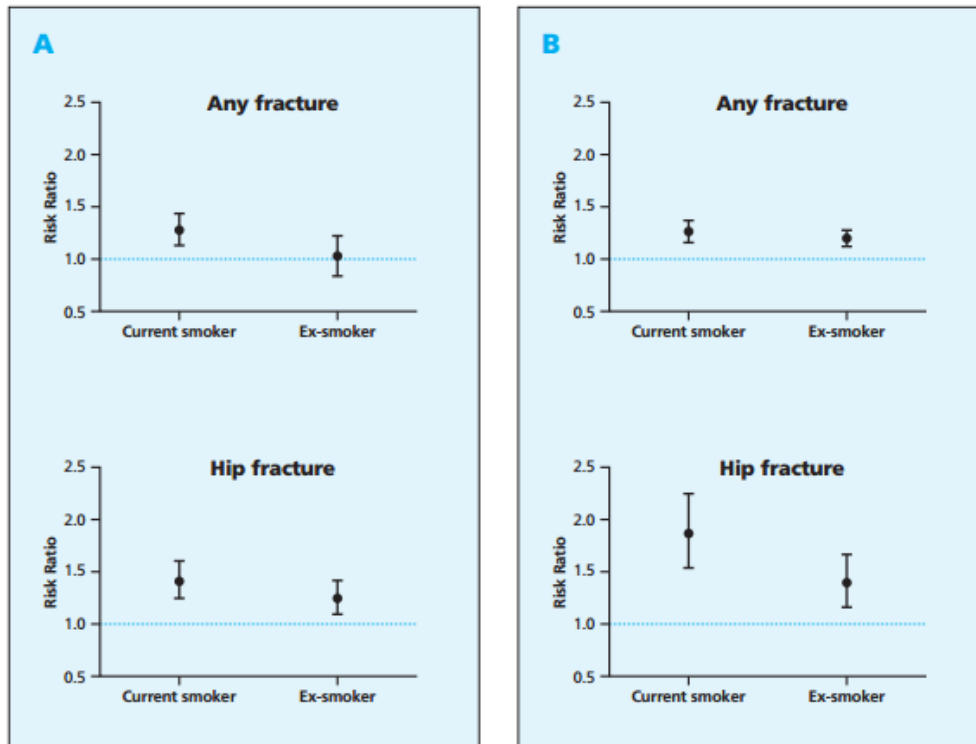 A
Any fracture
2.5
2.0
1.5
1.0
0.5
Risk Ratio
Current smoker Ex-smoker
Hip fracture
2.5
2.0
1.5
1.0
0.5
Risk Ratio
Current smoker Ex-smoker
B
Any fracture
2.5
2.0
1.5
1.0
0.5
Risk Ratio
Current smoker Ex-smoker
Hip fracture
2.5
2.0
1.5
1.0
0.5
Risk Ratio
Current smoker Ex-smoker